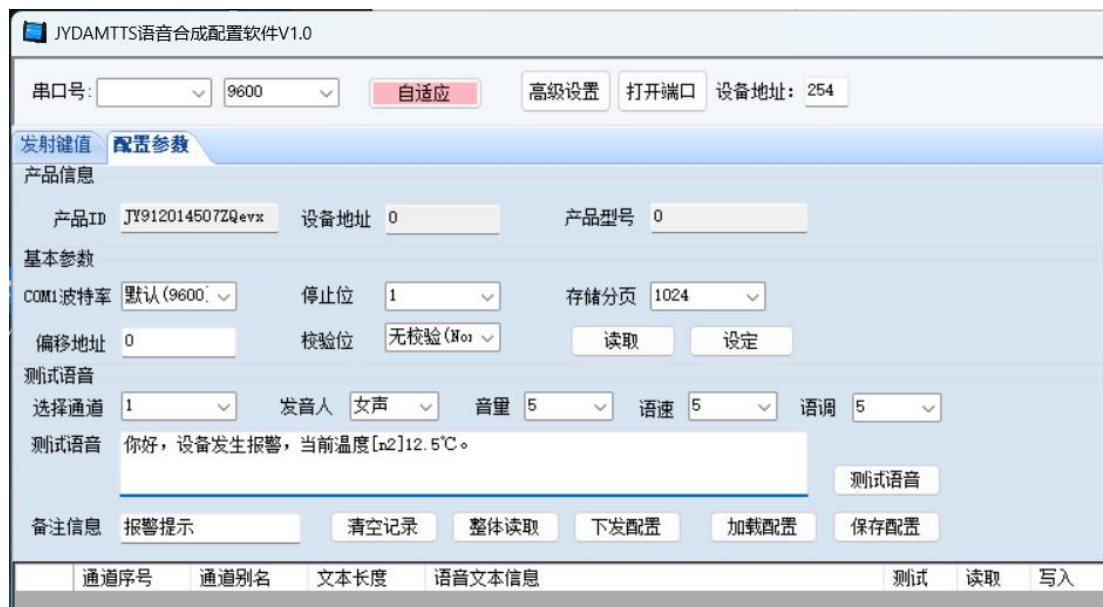 JYDAMTTS语音合成配置软件V1.0
串口号: 9600 自适应 高级设置 打开端口 设备地址: 254
发射键值 配置参数
产品信息
产品ID JY912014507ZQevx 设备地址 0 产品型号 0
基本参数
COM1波特率 默认(9600) 停止位 1 存储分页 1024
偏移地址 0 校验位 无校验(Non 读取 设定
测试语音
选择通道 1 发音人 女声 音量 5 语速 5 语调 5
测试语音 你好，设备发生报警，当前温度[n2]12.5℃。
测试语音
备注信息 报警提示 清空记录 整体读取 下发配置 加载配置 保存配置
通道序号 通道别名 文本长度 语音文本信息 测试 读取 写入